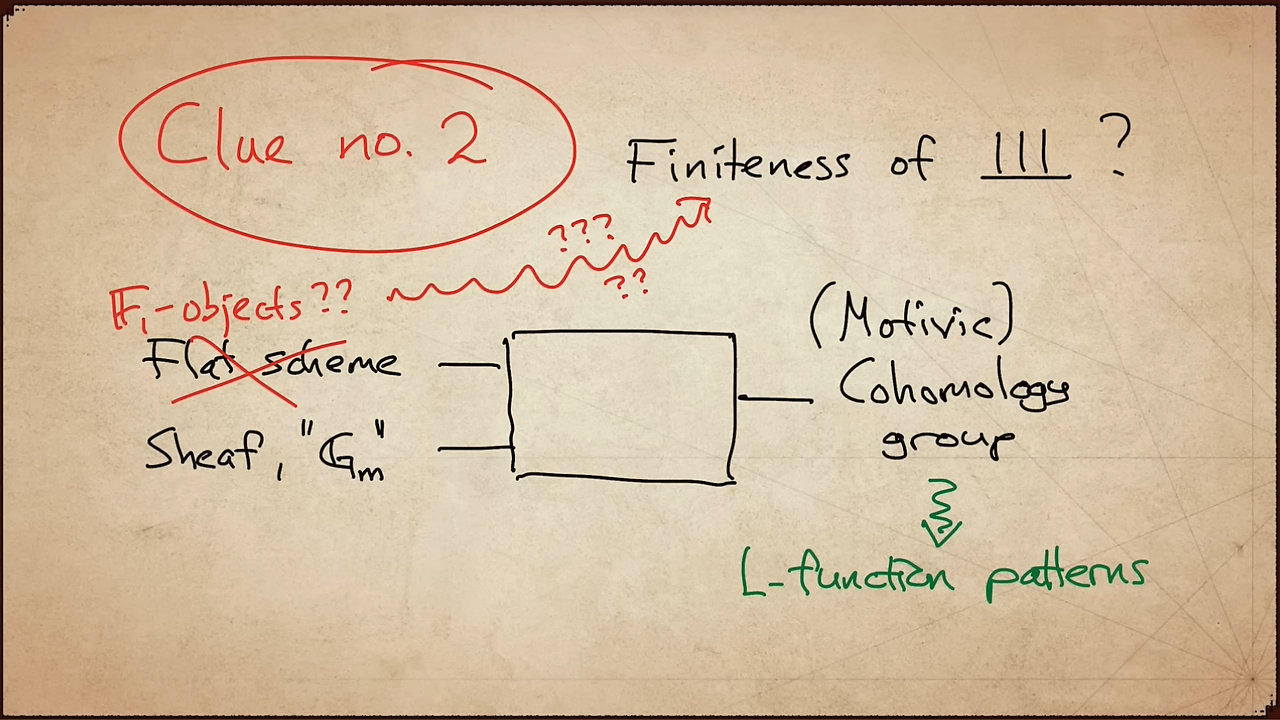 Clue no. 2
Finiteness of Ш ?
???
??
F₁-objects??
Flat scheme
Sheaf, "𝔾m"
(Motivic)
Cohomology
group
L-function patterns